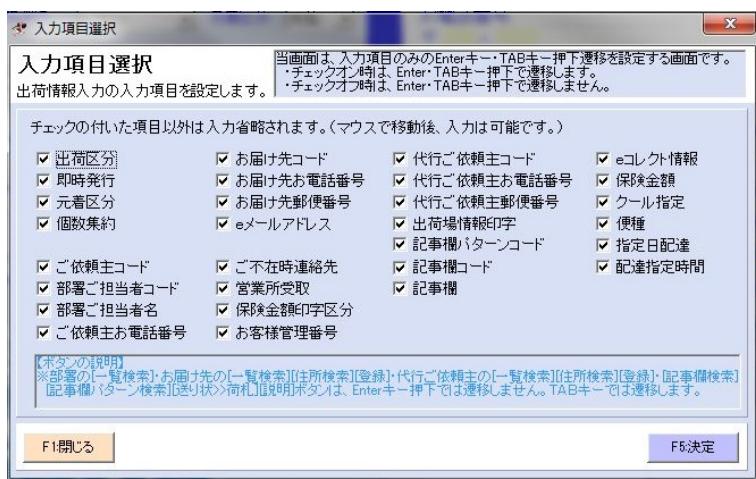 入力項目選択
入力項目選択
出荷情報入力の入力項目を設定します。
当画面は、入力項目のみのEnterキー・TABキー押下遷移を設定する画面です。
・チェックオン時は、Enter・TABキー押下で遷移します。
・チェックオフ時は、Enter・TABキー押下で遷移しません。
チェックの付いた項目以外は入力省略されます。(マウスで移動後、入力は可能です。)
出荷区分 お届け先コード 代行ご依頼主コード eコレクト情報
即時発行 お届け先お電話番号 代行ご依頼主お電話番号 保険金額
元着区分 お届け先郵便番号 代行ご依頼主郵便番号 クール指定
個数集約 eメールアドレス 出荷場情報印字 便種
記事欄パターンコード 指定日配達
ご依頼主コード ご不在時連絡先 記事欄コード 配達指定時間
部署ご担当者コード 営業所受取 記事欄
部署ご担当者名 保険金額印字区分
ご依頼主お電話番号 お客様管理番号
【ボタンの説明】
※部署の[一覧検索]・お届け先の[一覧検索][住所検索][登録]・代行ご依頼主の[一覧検索][住所検索][登録]・[記事欄検索]
[記事欄パターン検索][送り状>>荷札][説明]ボタンは、Enterキー押下では遷移しません。TABキーでは遷移します。
F1:閉じる F5:決定